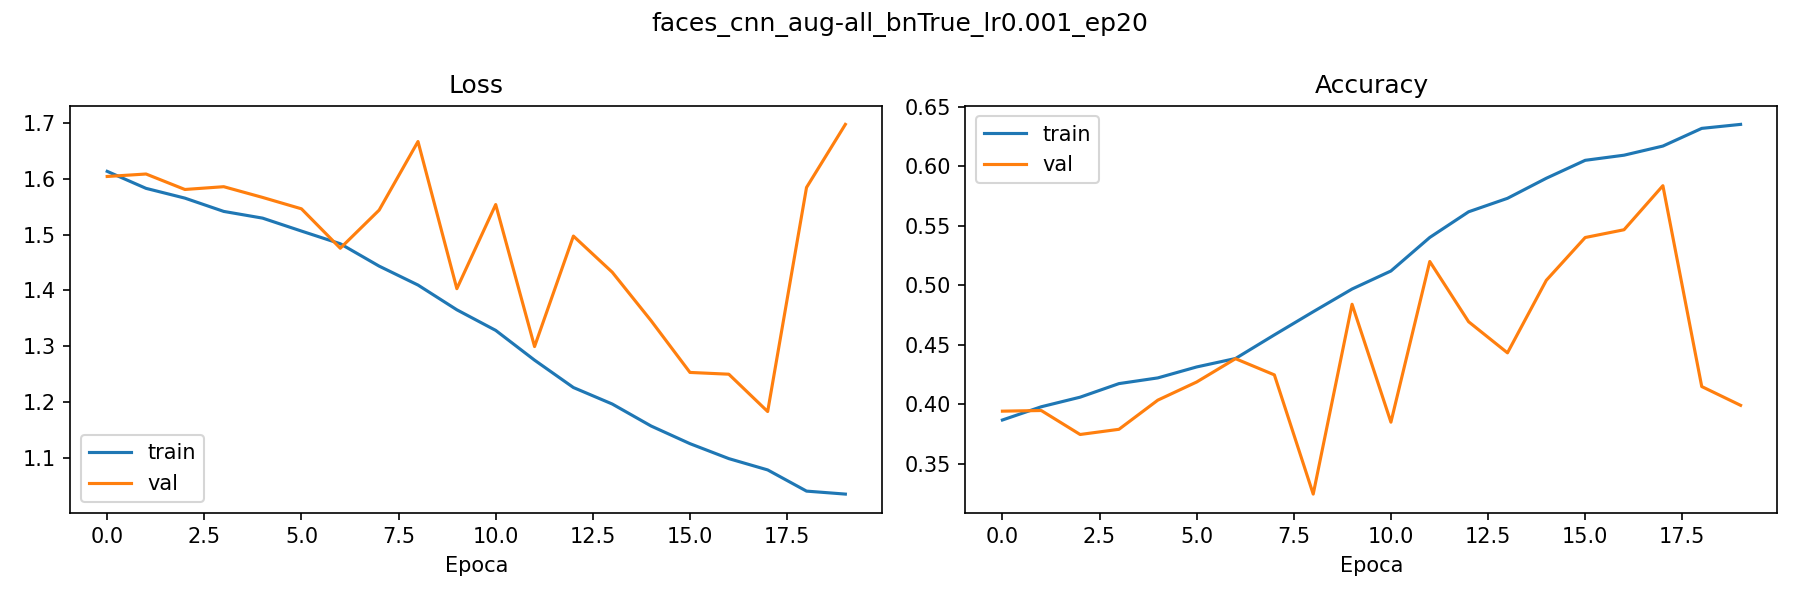 faces_cnn_aug-all_bnTrue_lr0.001_ep20
Loss
1.7
1.6
1.5
1.4
1.3
1.2
1.1
train
val
0.0 2.5 5.0 7.5 10.0 12.5 15.0 17.5
Epoca
Accuracy
0.65
0.60
0.55
0.50
0.45
0.40
0.35
train
val
0.0 2.5 5.0 7.5 10.0 12.5 15.0 17.5
Epoca